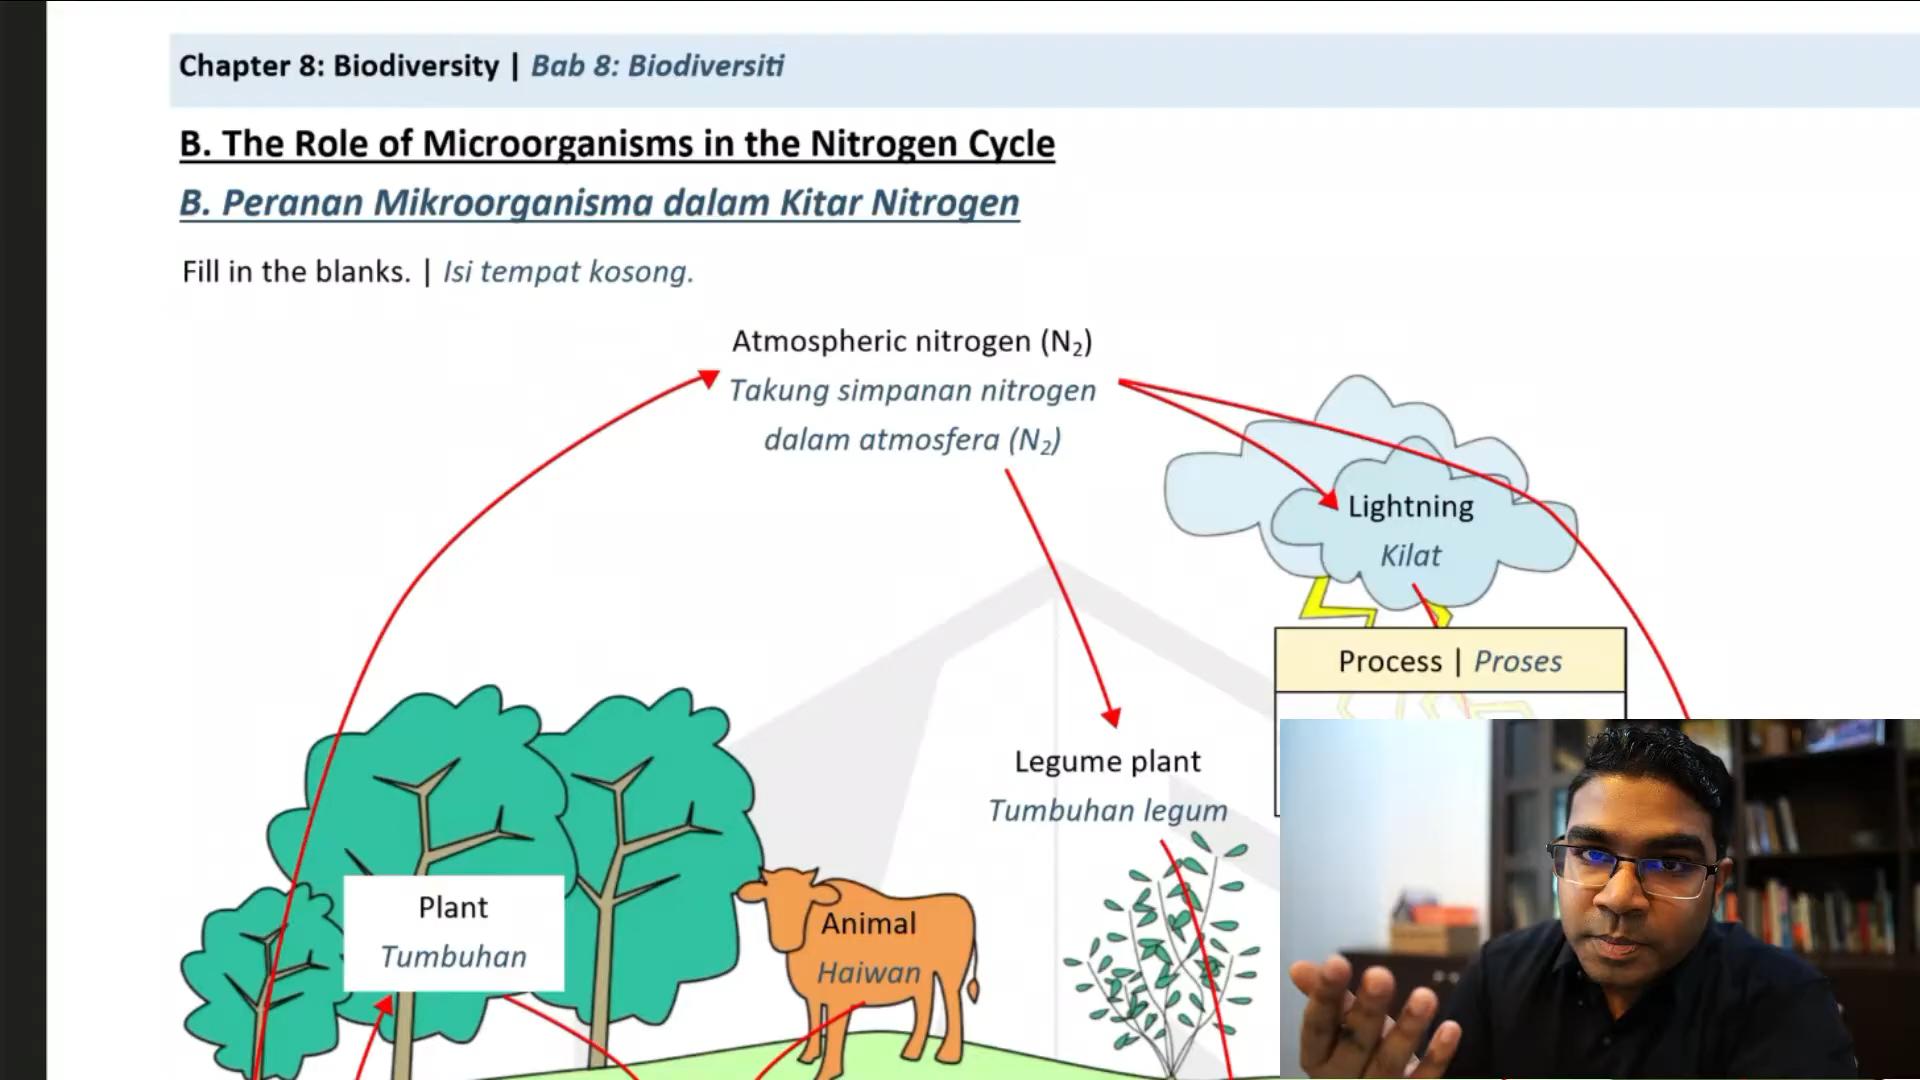 Chapter 8: Biodiversity | Bab 8: Biodiversiti
B. The Role of Microorganisms in the Nitrogen Cycle
B. Peranan Mikroorganisma dalam Kitar Nitrogen
Fill in the blanks. | Isi tempat kosong.
Atmospheric nitrogen (N₂)
Takung simpanan nitrogen
dalam atmosfera (N₂)
Lightning
Kilat
Process | Proses
Legume plant
Tumbuhan legum
Plant
Tumbuhan
Animal
Haiwan